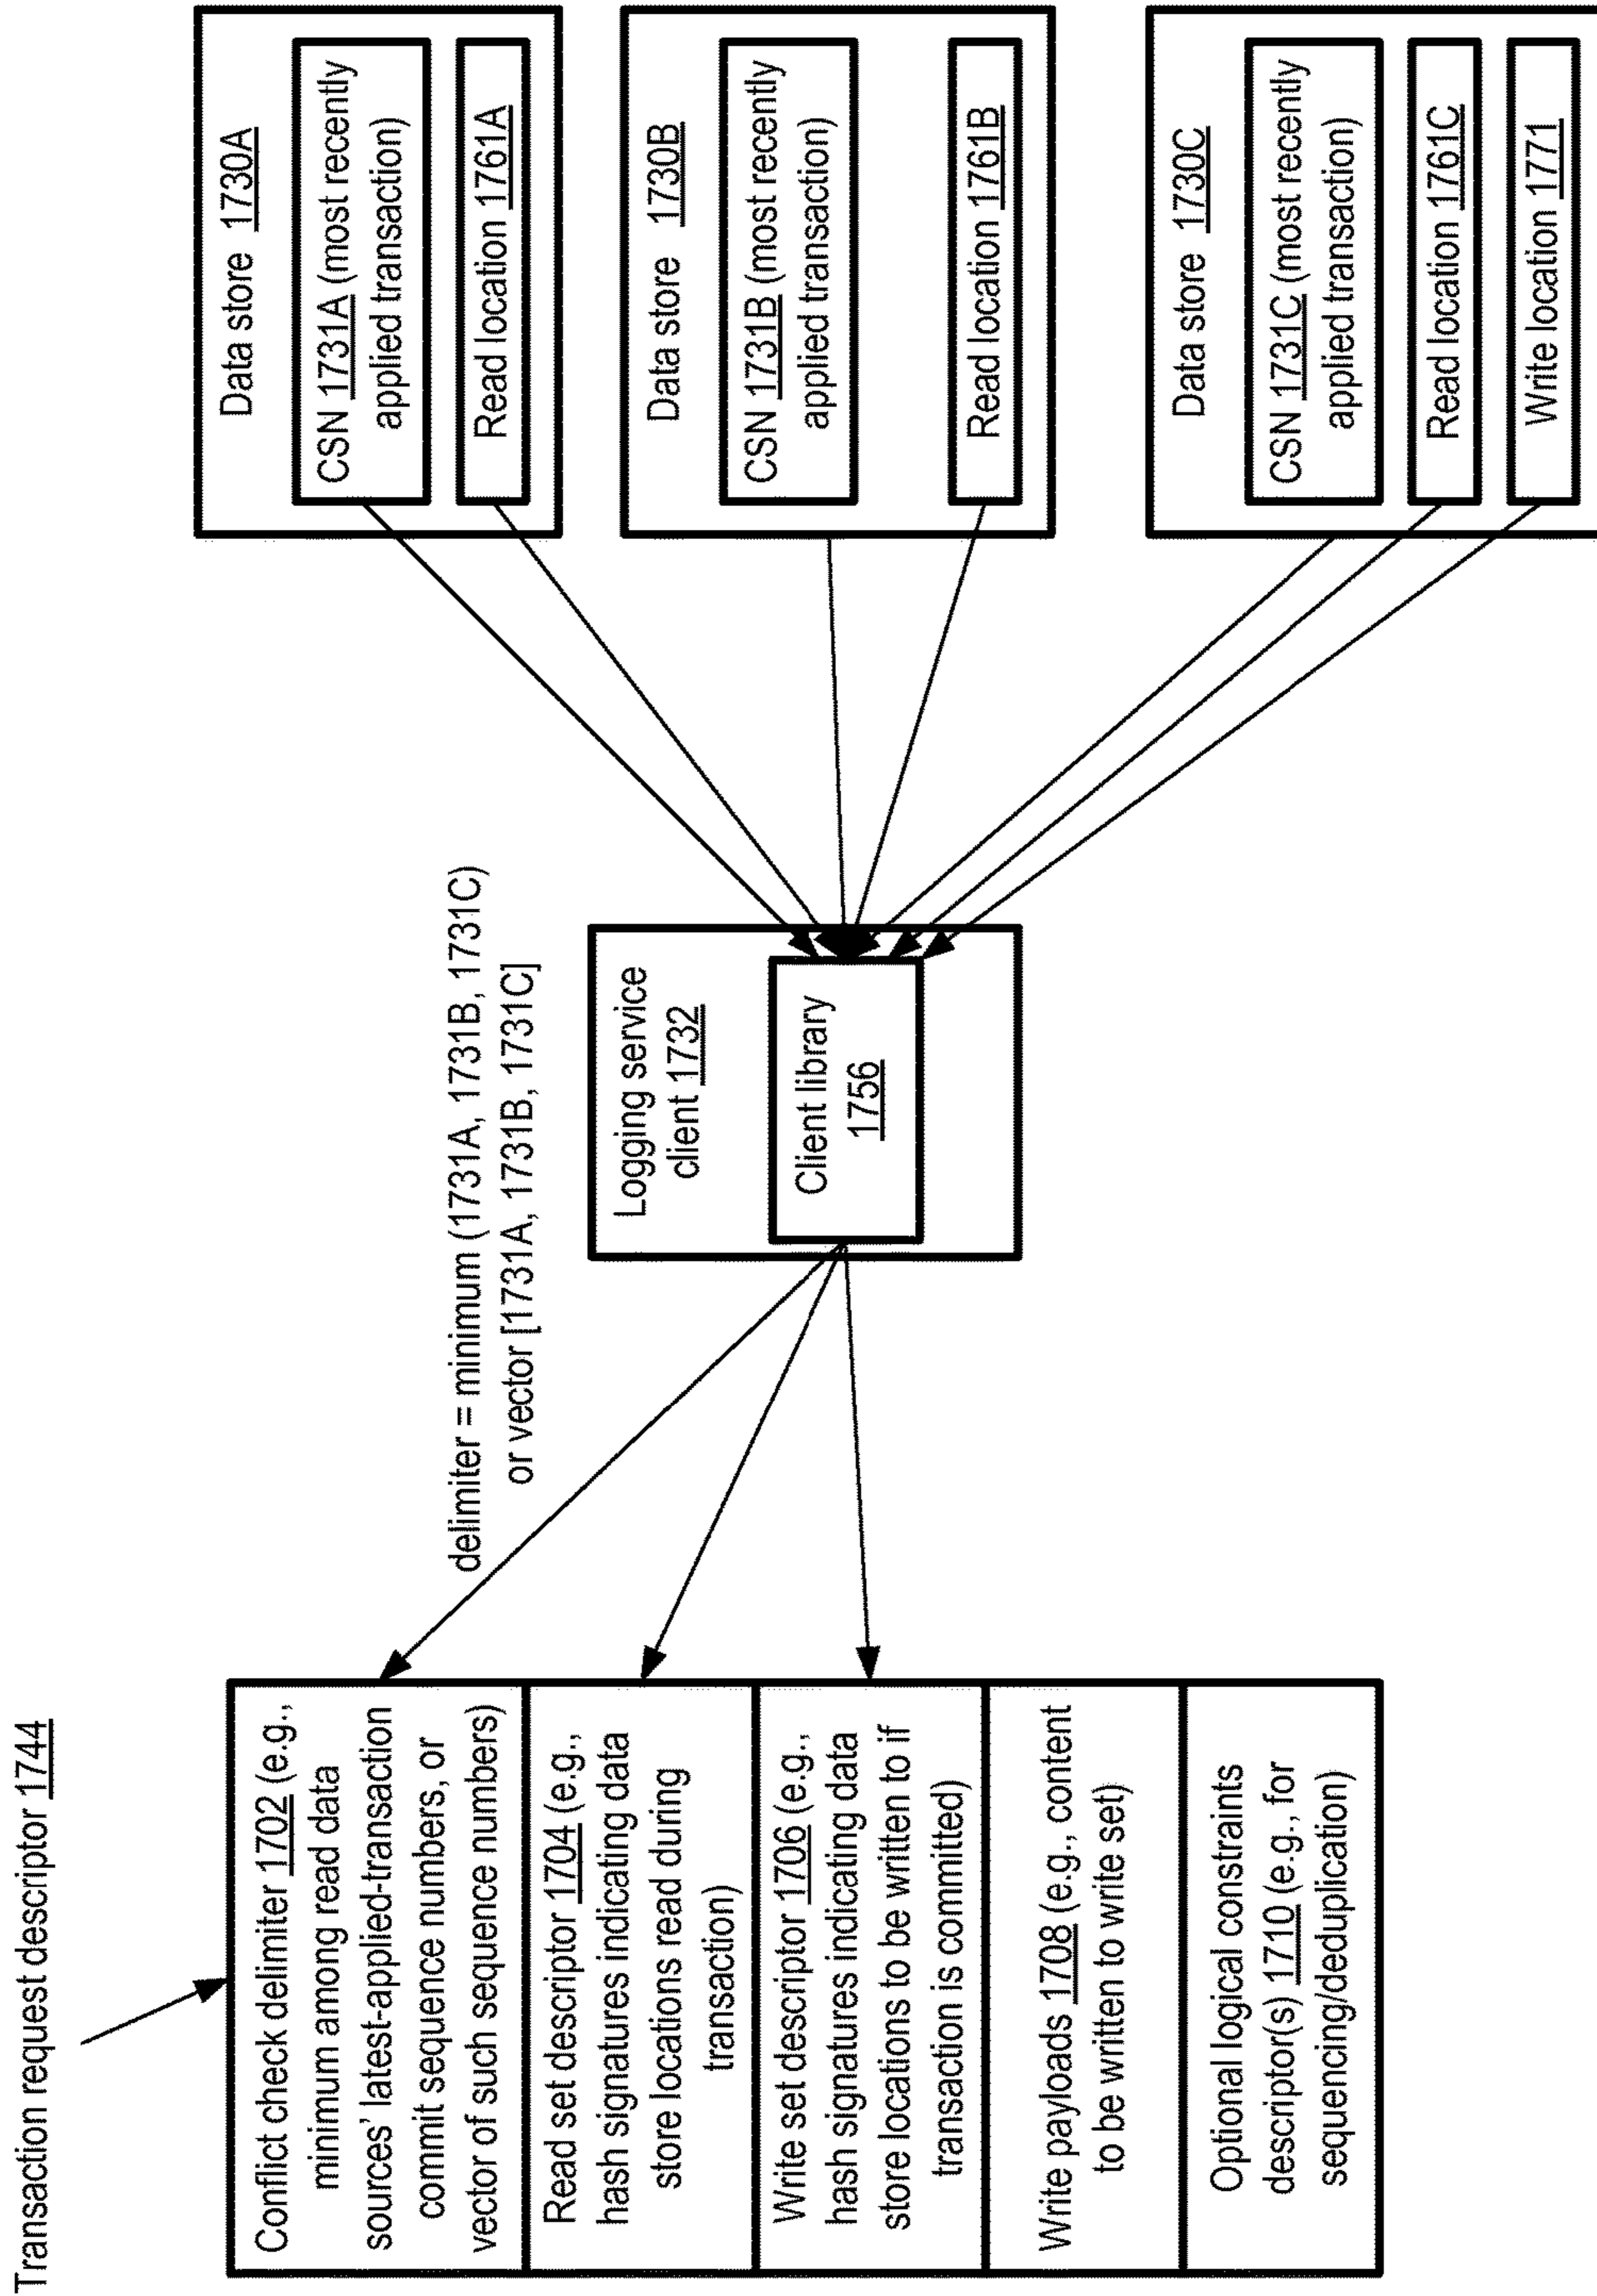 Transaction request descriptor 1744
Conflict check delimiter 1702 (e.g.,
minimum among read data
sources' latest-applied-transaction
commit sequence numbers, or
vector of such sequence numbers)
Read set descriptor 1704 (e.g.,
hash signatures indicating data
store locations read during
transaction)
Write set descriptor 1706 (e.g.,
hash signatures indicating data
store locations to be written to if
transaction is committed)
Write payloads 1708 (e.g., content
to be written to write set)
Optional logical constraints
descriptor(s) 1710 (e.g., for
sequencing/deduplication)
delimiter = minimum (1731A, 1731B, 1731C)
or vector [1731A, 1731B, 1731C]
Logging service
client 1732
Client library
1756
Data store 1730A
CSN 1731A (most recently
applied transaction)
Read location 1761A
Data store 1730B
CSN 1731B (most recently
applied transaction)
Read location 1761B
Data store 1730C
CSN 1731C (most recently
applied transaction)
Read location 1761C
Write location 1771